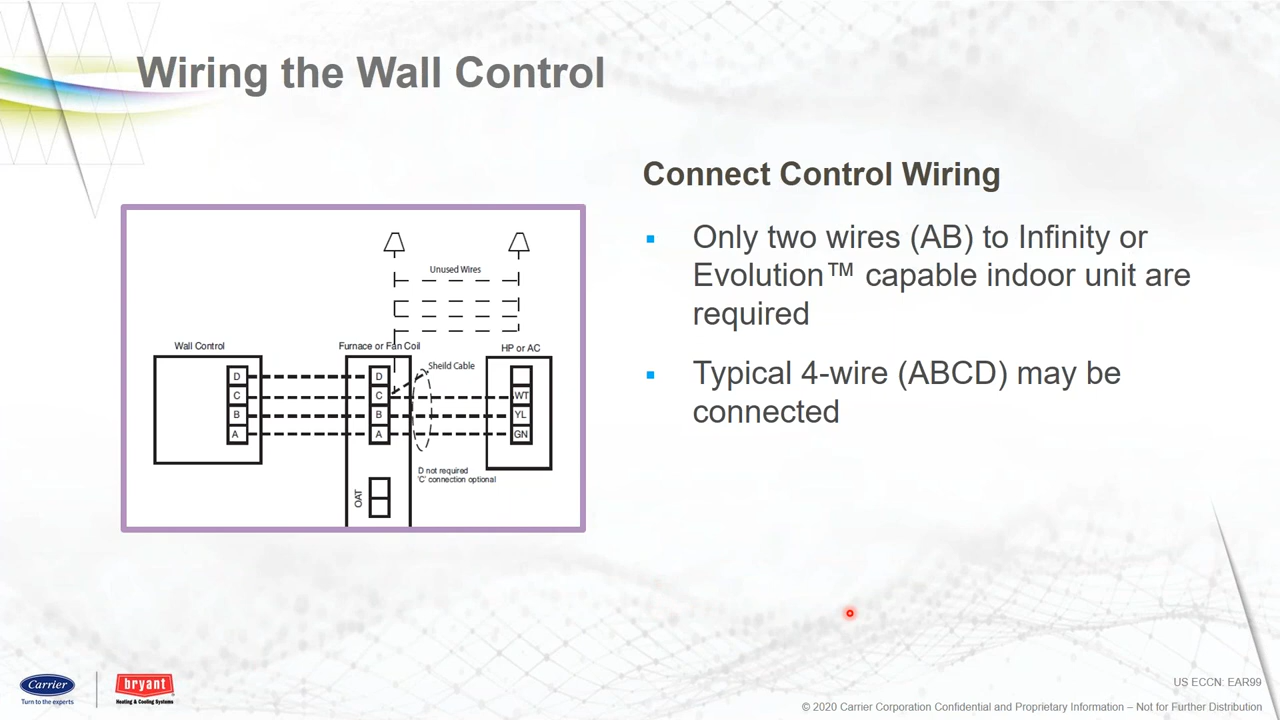 Wiring the Wall Control
Connect Control Wiring
Only two wires (AB) to Infinity or
Evolution™ capable indoor unit are
required
Typical 4-wire (ABCD) may be
connected
Unused Wires
Wall Control
Furnace or Fan Coil
HP or AC
Sheild Cable
D D
C C WT
B B YL
A A GN
D not required
'C' connection optional
OAT
Carrier
Turn to the experts
bryant
Heating & Cooling Systems
US ECCN: EAR99
© 2020 Carrier Corporation Confidential and Proprietary Information – Not for Further Distribution